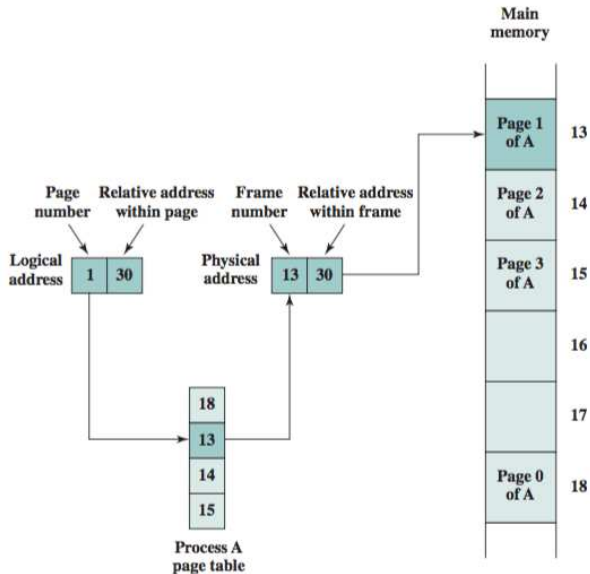 Main
memory
Page 1
of A
13
Page 2
of A
14
Page 3
of A
15
16
17
Page 0
of A
18
Page
number
Relative address
within page
Frame
number
Relative address
within frame
Logical
address
1 30
Physical
address
13 30
18
13
14
15
Process A
page table